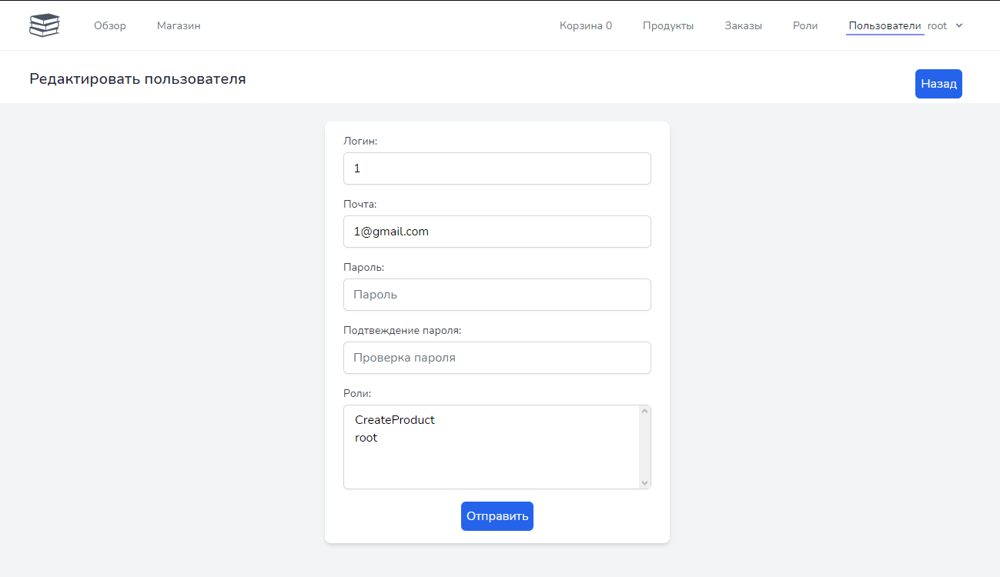 Обзор Магазин Корзина 0 Продукты Заказы Роли Пользователи root
Редактировать пользователя
Назад
Логин:
1
Почта:
1@gmail.com
Пароль:
Пароль
Подтвеждение пароля:
Проверка пароля
Роли:
CreateProduct
root
Отправить